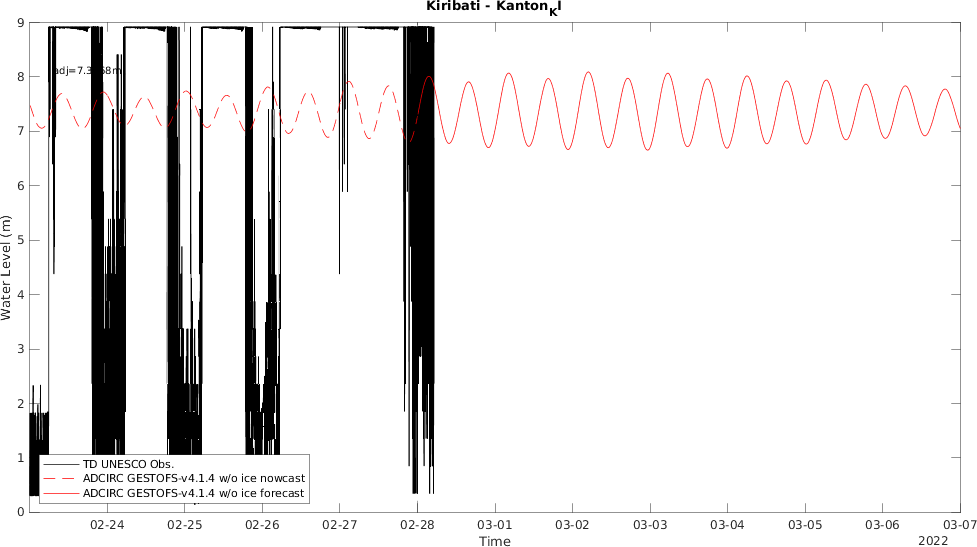 Kiribati - Kanton_KI
9
8
7
6
5
4
3
2
1
0
Water Level (m)
TD UNESCO Obs.
ADCIRC GESTOFS-v4.1.4 w/o ice nowcast
ADCIRC GESTOFS-v4.1.4 w/o ice forecast
02-24 02-25 02-26 02-27 02-28 03-01 03-02 03-03 03-04 03-05 03-06 03-07
Time
2022